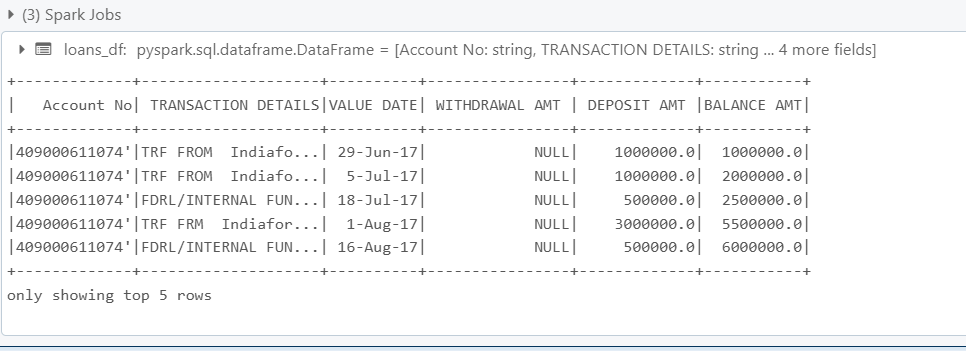 (3) Spark Jobs
loans_df: pyspark.sql.dataframe.DataFrame = [Account No: string, TRANSACTION DETAILS: string ... 4 more fields]
+------------+-------------------+----------+---------------+------------+-----------+
|   Account No| TRANSACTION DETAILS|VALUE DATE| WITHDRAWAL AMT | DEPOSIT AMT |BALANCE AMT|
+------------+-------------------+----------+---------------+------------+-----------+
|409000611074'|TRF FROM  Indiafo...| 29-Jun-17|            NULL|    1000000.0|  1000000.0|
|409000611074'|TRF FROM  Indiafo...|  5-Jul-17|            NULL|    1000000.0|  2000000.0|
|409000611074'|FDRL/INTERNAL FUN...| 18-Jul-17|            NULL|     500000.0|  2500000.0|
|409000611074'|TRF FRM  Indiafor...|  1-Aug-17|            NULL|    3000000.0|  5500000.0|
|409000611074'|FDRL/INTERNAL FUN...| 16-Aug-17|            NULL|     500000.0|  6000000.0|
+------------+-------------------+----------+---------------+------------+-----------+
only showing top 5 rows